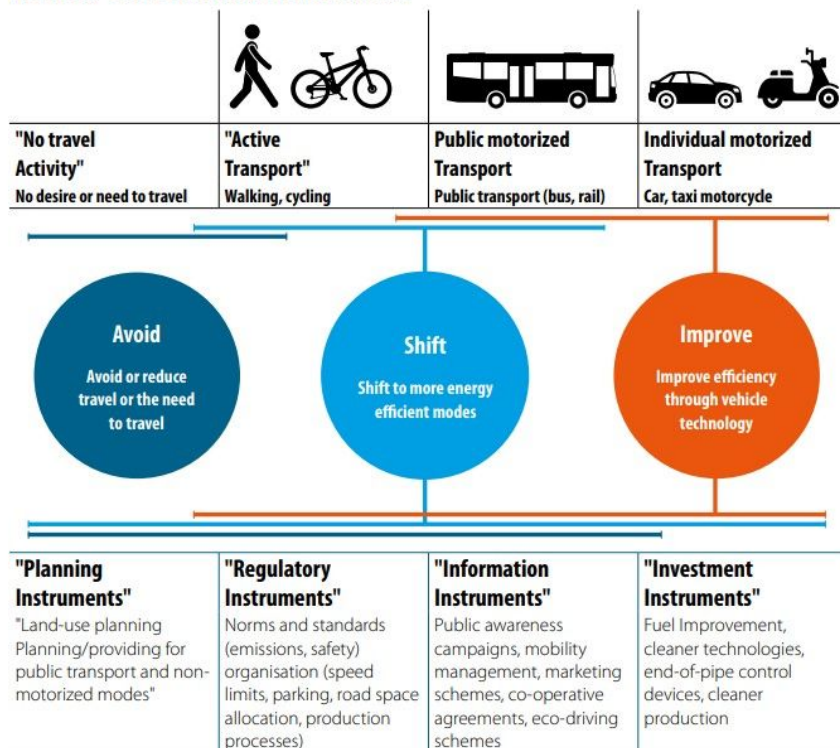 "No travel
Activity"
No desire or need to travel
"Active
Transport"
Walking, cycling
Public motorized
Transport
Public transport (bus, rail)
Individual motorized
Transport
Car, taxi motorcycle
Avoid
Avoid or reduce
travel or the need
to travel
Shift
Shift to more energy
efficient modes
Improve
Improve efficiency
through vehicle
technology
"Planning
Instruments"
"Land-use planning
Planning/providing for
public transport and non-
motorized modes"
"Regulatory
Instruments"
Norms and standards
(emissions, safety)
organisation (speed
limits, parking, road space
allocation, production
processes)
"Information
Instruments"
Public awareness
campaigns, mobility
management, marketing
schemes, co-operative
agreements, eco-driving
schemes
"Investment
Instruments"
Fuel Improvement,
cleaner technologies,
end-of-pipe control
devices, cleaner
production